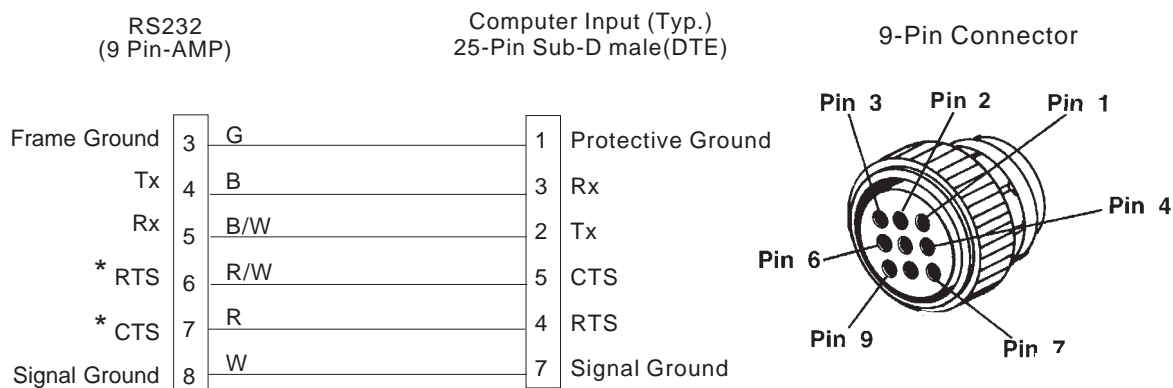 RS232
(9 Pin-AMP)
Computer Input (Typ.)
25-Pin Sub-D male(DTE)
9-Pin Connector
Frame Ground 3 G 1 Protective Ground
Tx 4 B 3 Rx
Rx 5 B/W 2 Tx
* RTS 6 R/W 5 CTS
* CTS 7 R 4 RTS
Signal Ground 8 W 7 Signal Ground
Pin 3
Pin 2
Pin 1
Pin 4
Pin 6
Pin 9
Pin 7